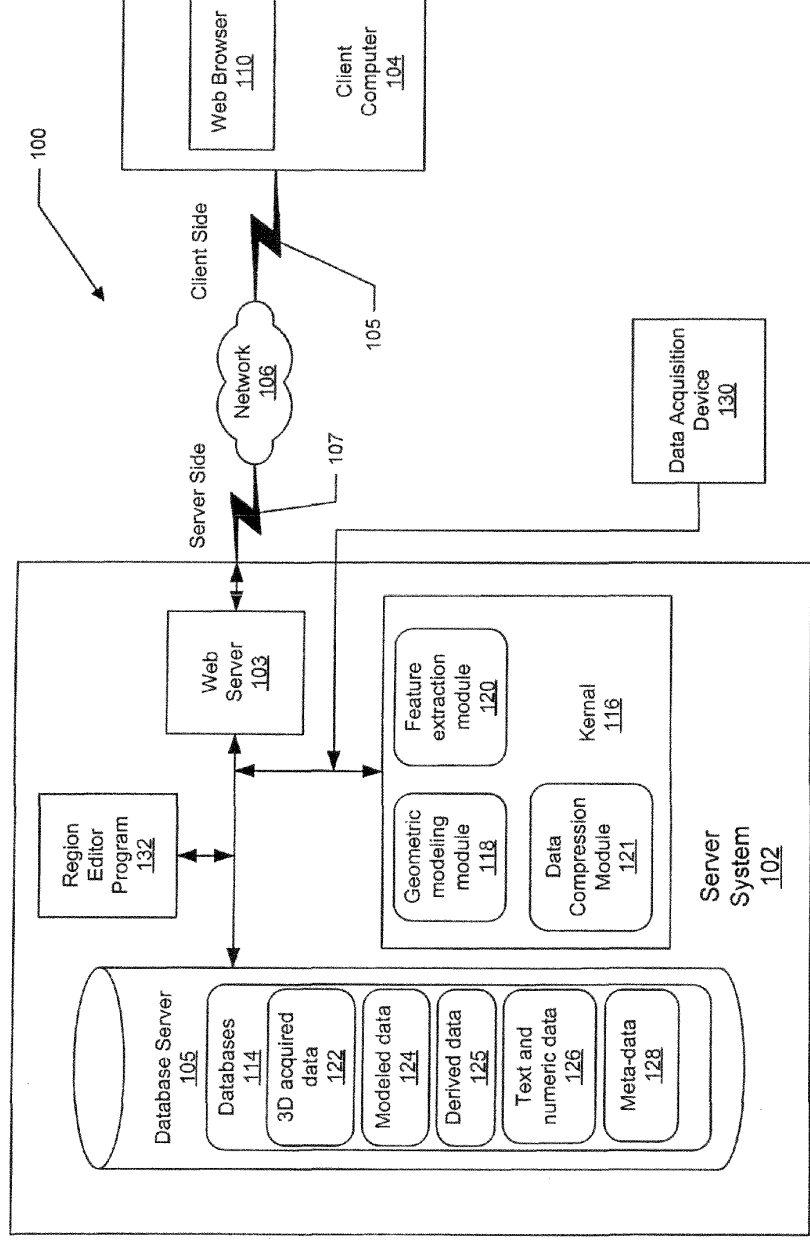 100
Web Browser
110
Client
Computer
104
Client Side
105
Network
106
Server Side
107
Data Acquisition
Device
130
Web
Server
103
Region
Editor
Program
132
Feature
extraction
module
120
Geometric
modeling
module
118
Kernal
116
Data
Compression
Module
121
Server
System
102
Database Server
105
Databases
114
3D acquired
data
122
Modeled data
124
Derived data
125
Text and
numeric data
126
Meta-data
128